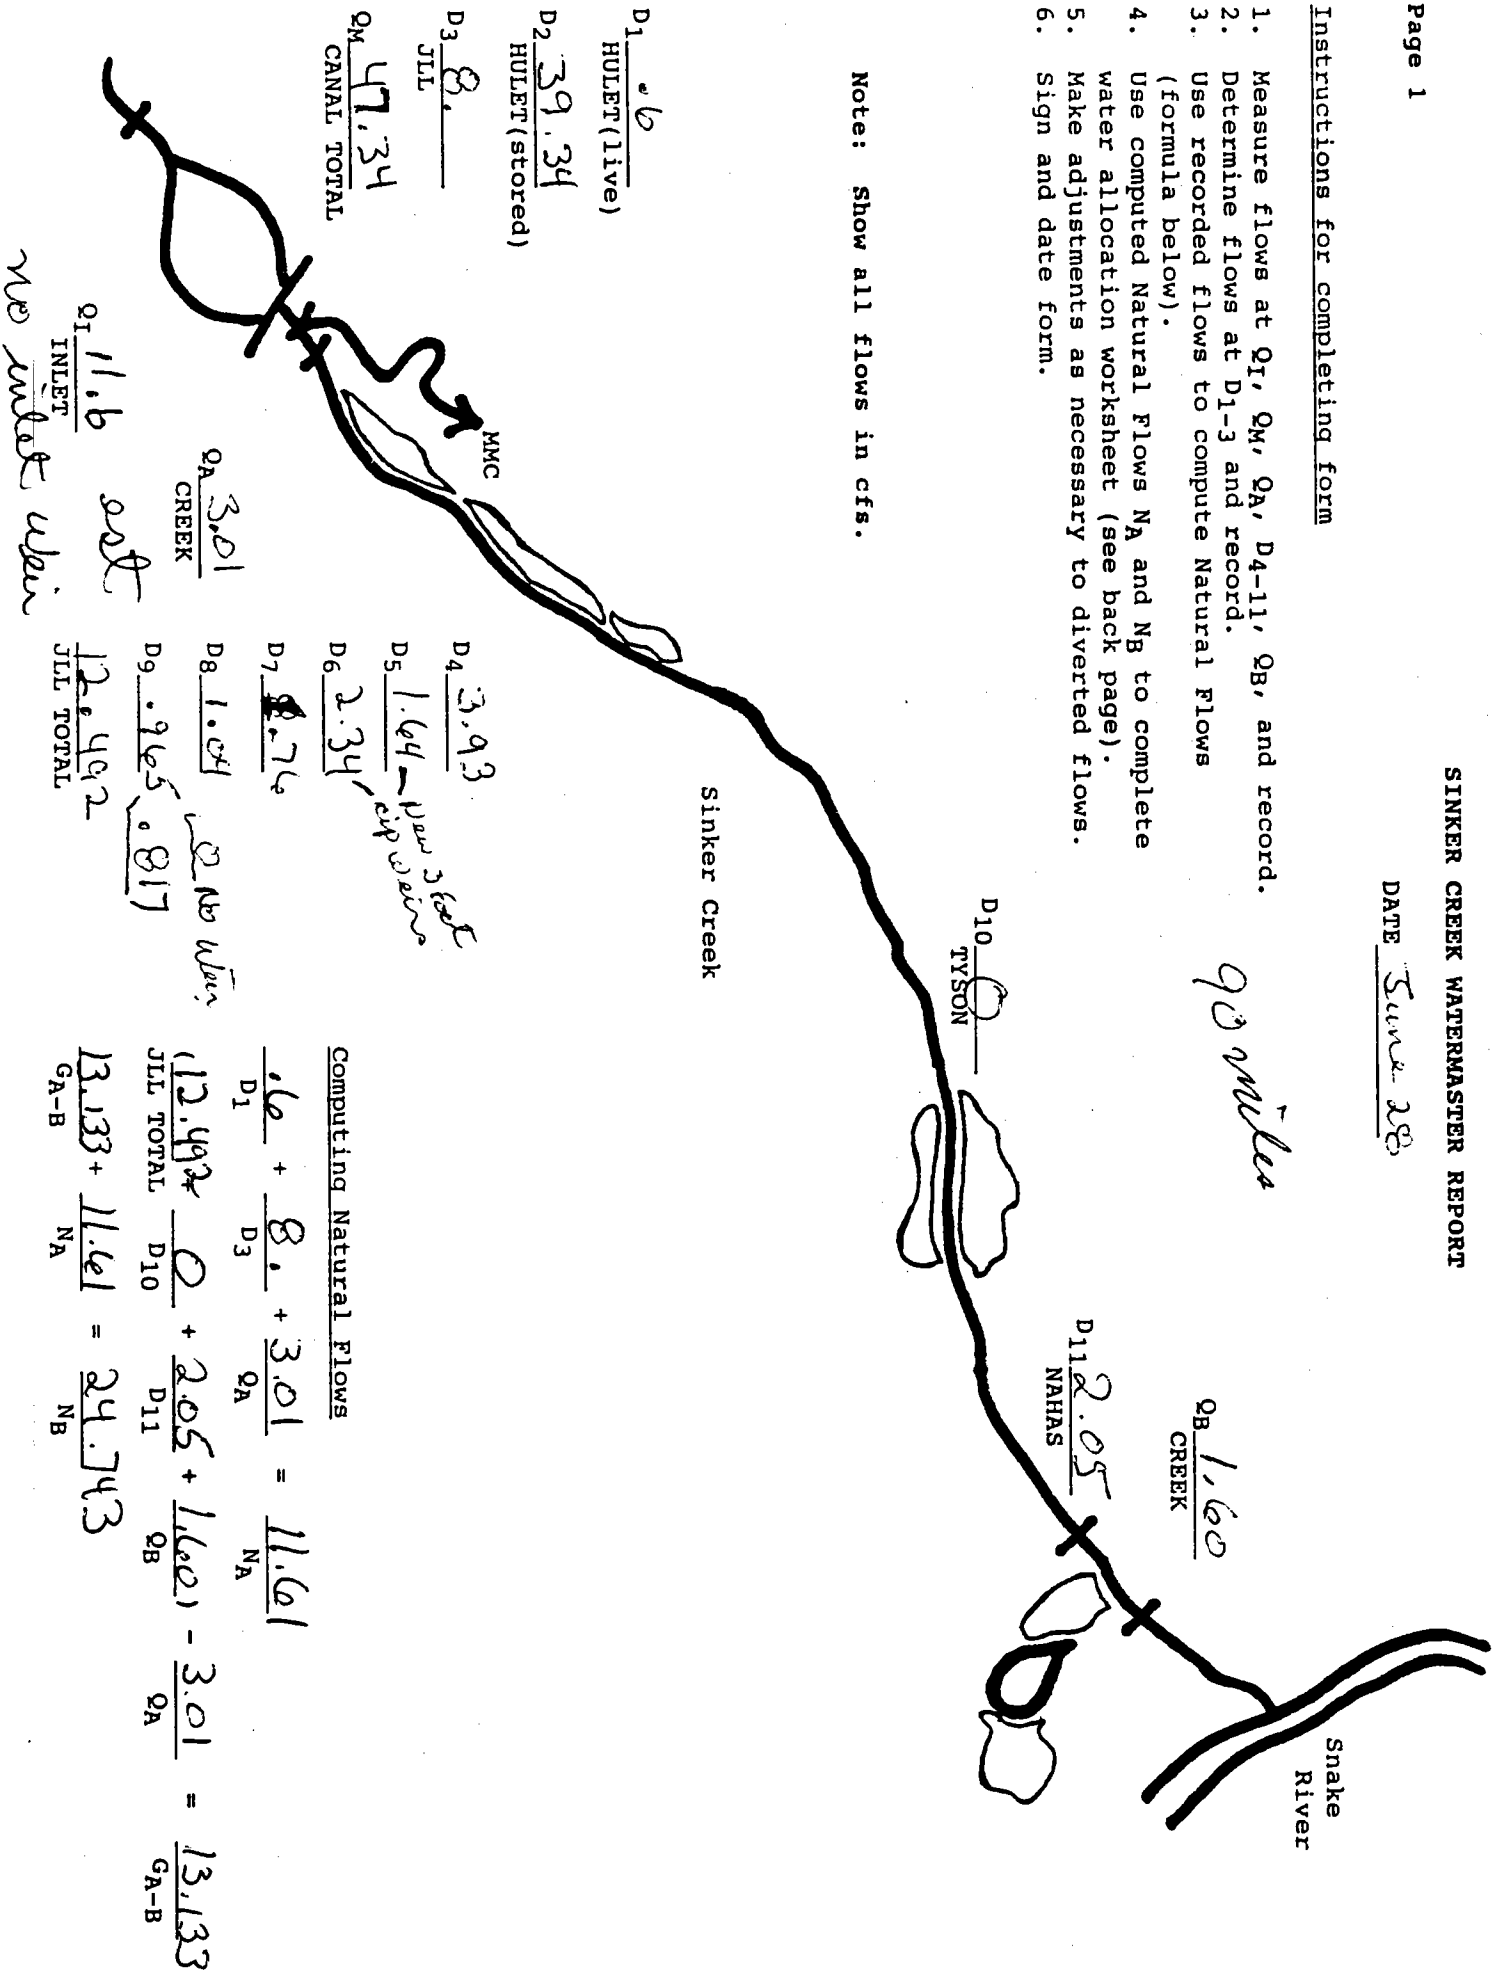 Page 1
SINKER CREEK WATERMASTER REPORT
DATE June 28
Instructions for completing form
1. Measure flows at QI, QM, QA, D4-11, QB, and record.
2. Determine flows at D1-3 and record.
3. Use recorded flows to compute Natural Flows
(formula below).
4. Use computed Natural Flows NA and NB to complete
water allocation worksheet (see back page).
5. Make adjustments as necessary to diverted flows.
6. Sign and date form.
90 miles
Note: Show all flows in cfs.
QB 1.60
CREEK
Snake
River
D11 2.05
NAHAS
D10 0
TYSON
Sinker Creek
MMC
D1 .6
HULET(live)
D2 39.34
HULET(stored)
D3 8.
JLL
QM 47.34
CANAL TOTAL
QA 3.01
CREEK
QI 11.6 est
INLET
no inlet weir
D4 3.93
D5 1.64 - New 3 foot
D6 2.34 cip weirs
D7 .76
D8 1.04
D9 .965 .817
No Weir
JLL TOTAL 12.492
Computing Natural Flows
.6 + 8. + 3.01 = 11.61
D1 D3 QA NA
(12.492 + 0 + 2.05 + 1.60) - 3.01 = 13.133
JLL TOTAL D10 D11 QB QA GA-B
13.133 + 11.61 = 24.743
GA-B NA NB